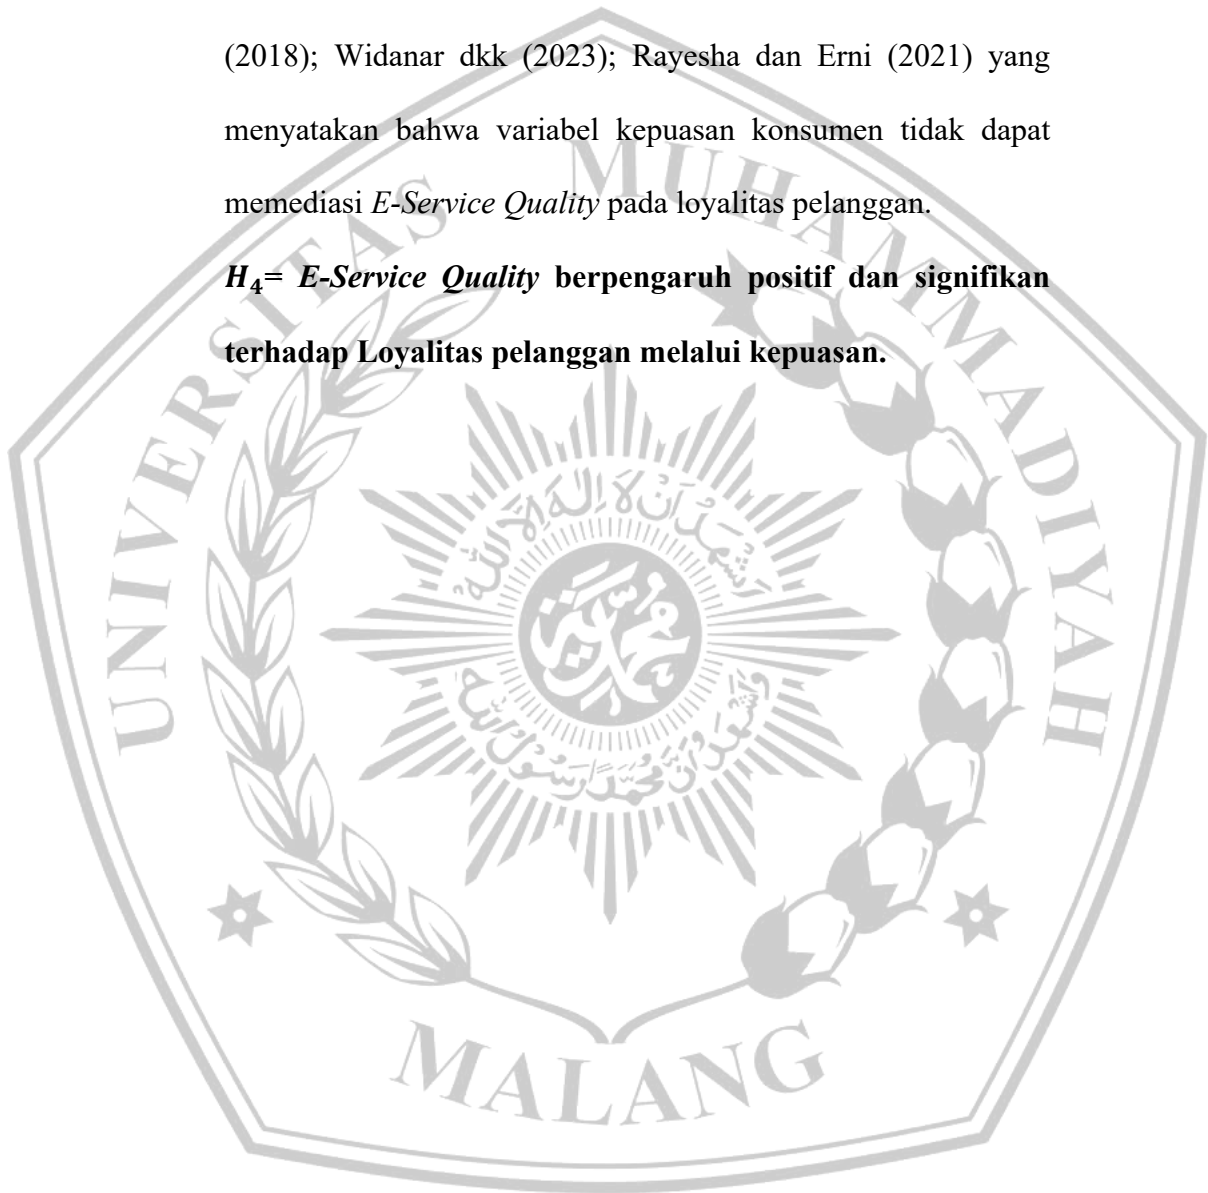 (2018); Widanar dkk (2023); Rayesha dan Erni (2021) yang
menyatakan bahwa variabel kepuasan konsumen tidak dapat
memediasi E-Service Quality pada loyalitas pelanggan.
H₄= E-Service Quality berpengaruh positif dan signifikan
terhadap Loyalitas pelanggan melalui kepuasan.
UNIVERSITAS MUHAMMADIYAH
MALANG